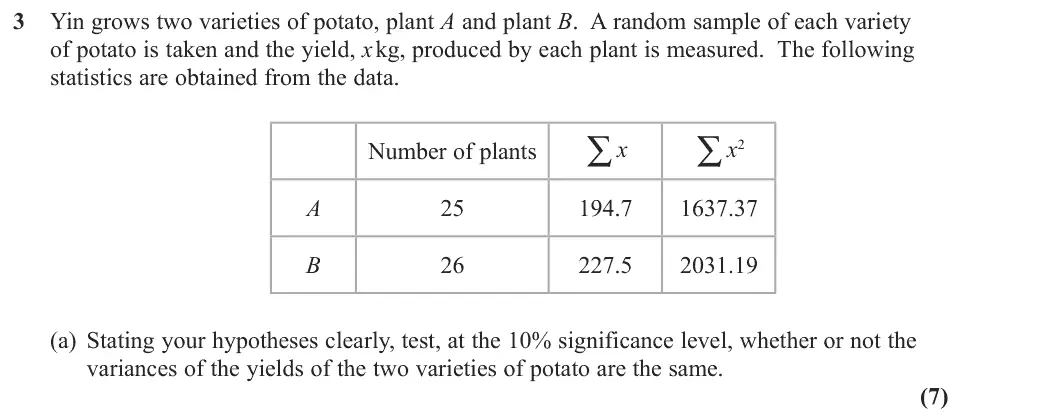 3 Yin grows two varieties of potato, plant A and plant B. A random sample of each variety
of potato is taken and the yield, x kg, produced by each plant is measured. The following
statistics are obtained from the data.
Number of plants ∑x ∑x²
A 25 194.7 1637.37
B 26 227.5 2031.19
(a) Stating your hypotheses clearly, test, at the 10% significance level, whether or not the
variances of the yields of the two varieties of potato are the same.
(7)